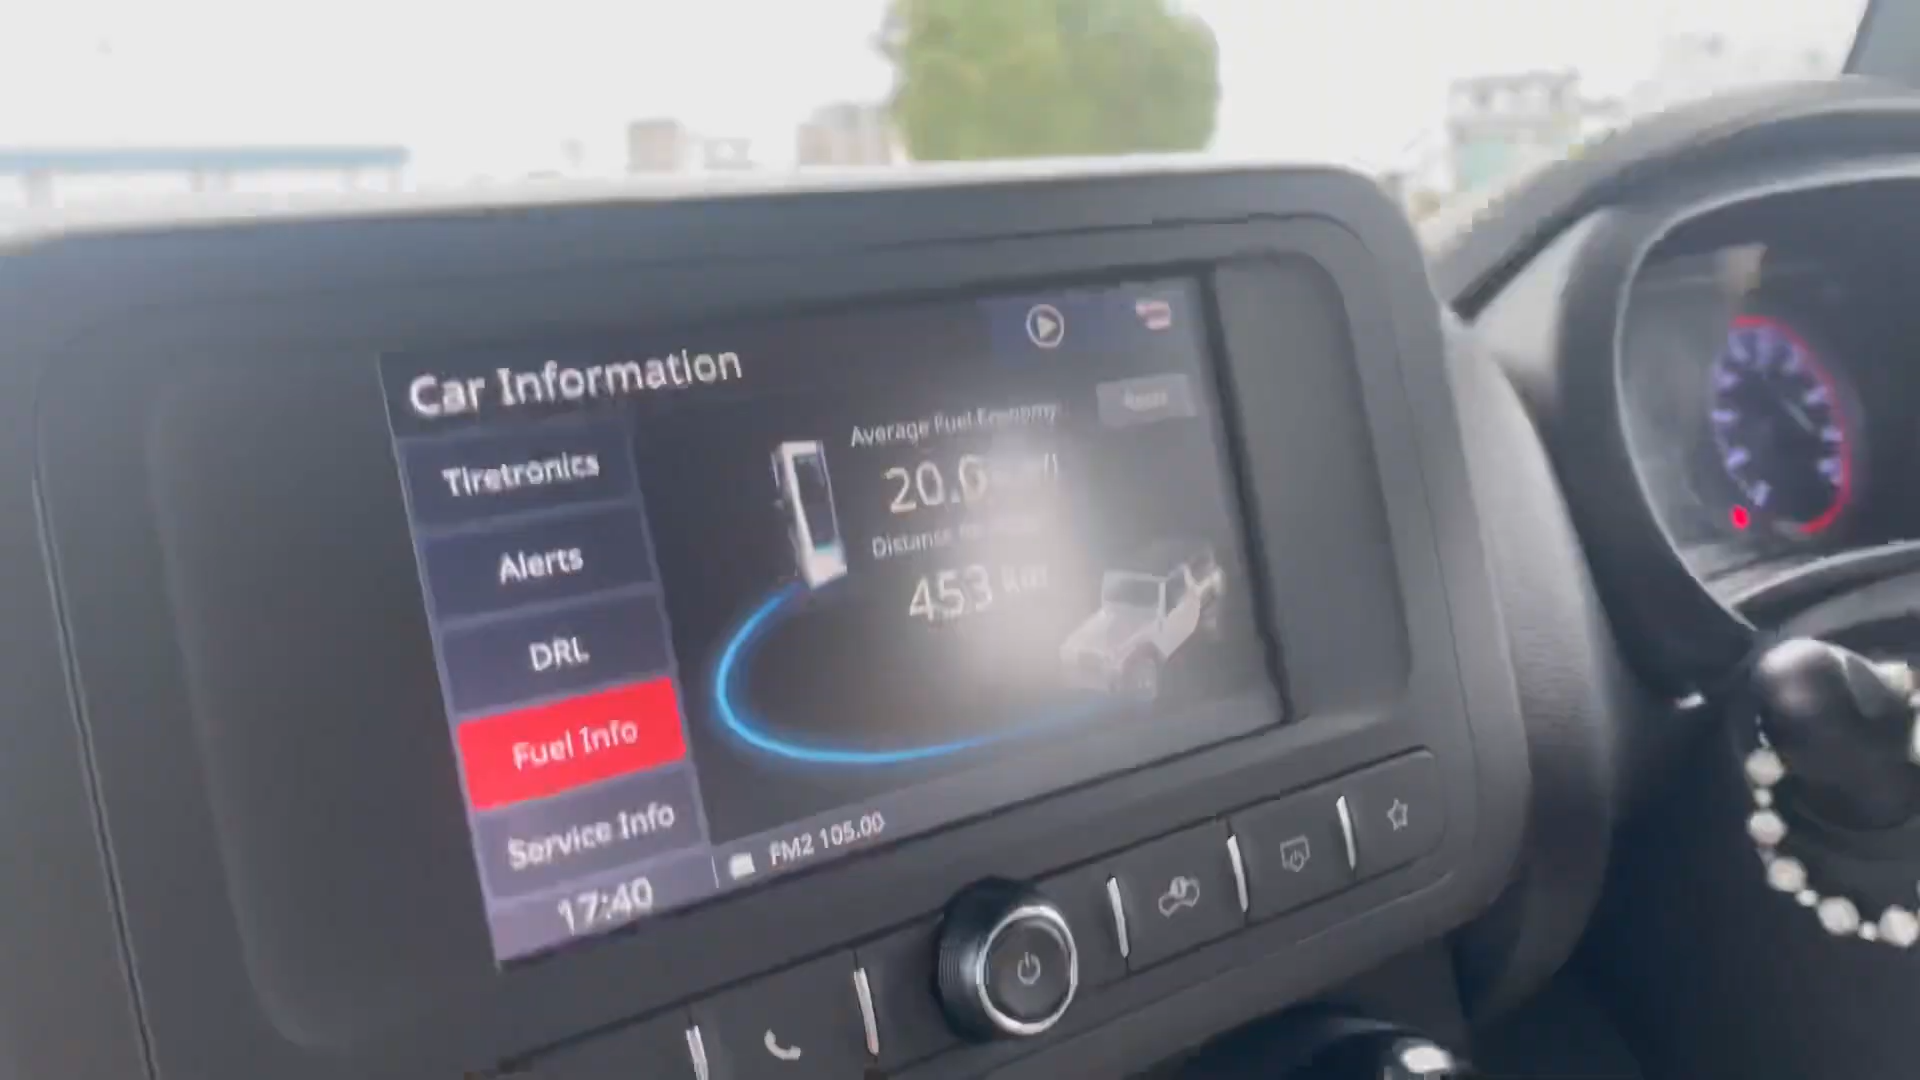 Car Information
Tiretronics
Alerts
DRL
Fuel Info
Service Info
17:40
Average Fuel Economy
20.6
Distance
453 km
FM2 105.00